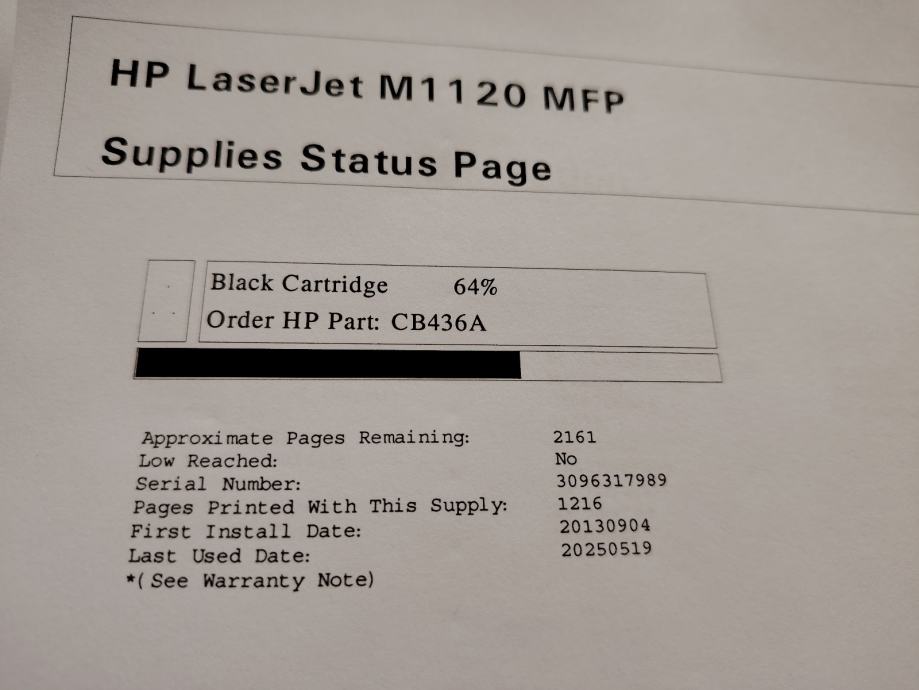 HP LaserJet M1120 MFP
Supplies Status Page
Black Cartridge 64%
Order HP Part: CB436A
Approximate Pages Remaining: 2161
Low Reached: No
Serial Number: 3096317989
Pages Printed With This Supply: 1216
First Install Date: 20130904
Last Used Date: 20250519
*(See Warranty Note)